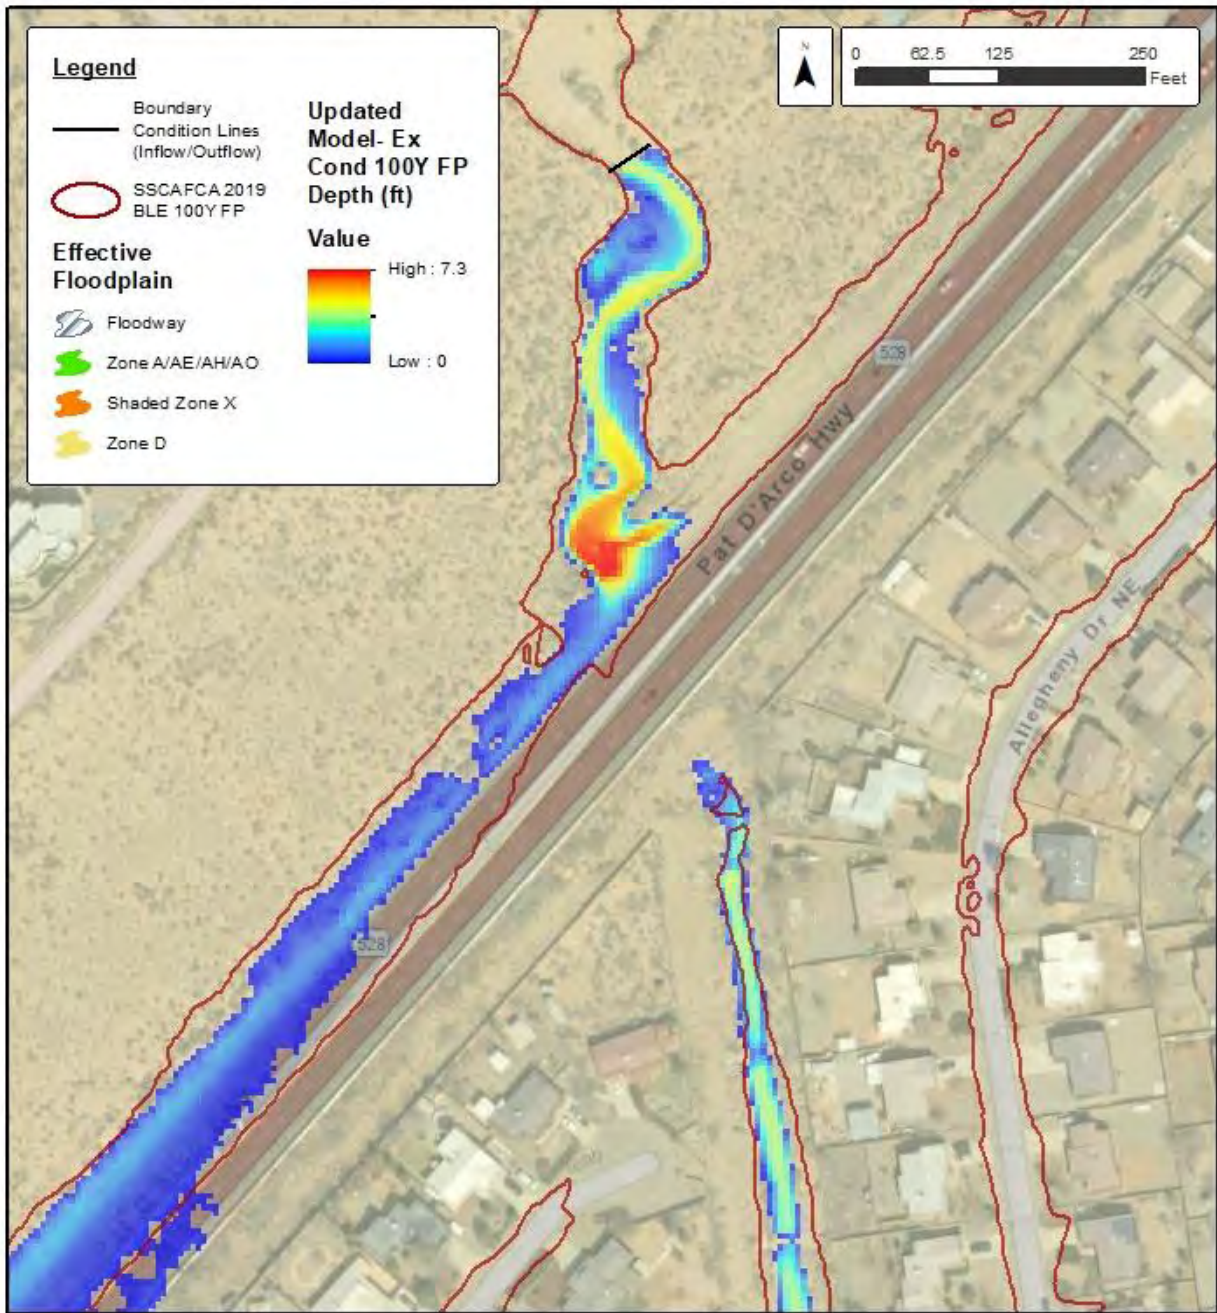 Legend
Boundary
Condition Lines
(Inflow/Outflow)
SSCAFCA 2019
BLE 100Y FP
Effective
Floodplain
Floodway
Zone A/AE/AH/AO
Shaded Zone X
Zone D
Updated
Model- Ex
Cond 100Y FP
Depth (ft)
Value
High : 7.3
Low : 0
N
0 62.5 125 250
Feet
528
Pat D'Arco Hwy
Allegheny Dr NE
528